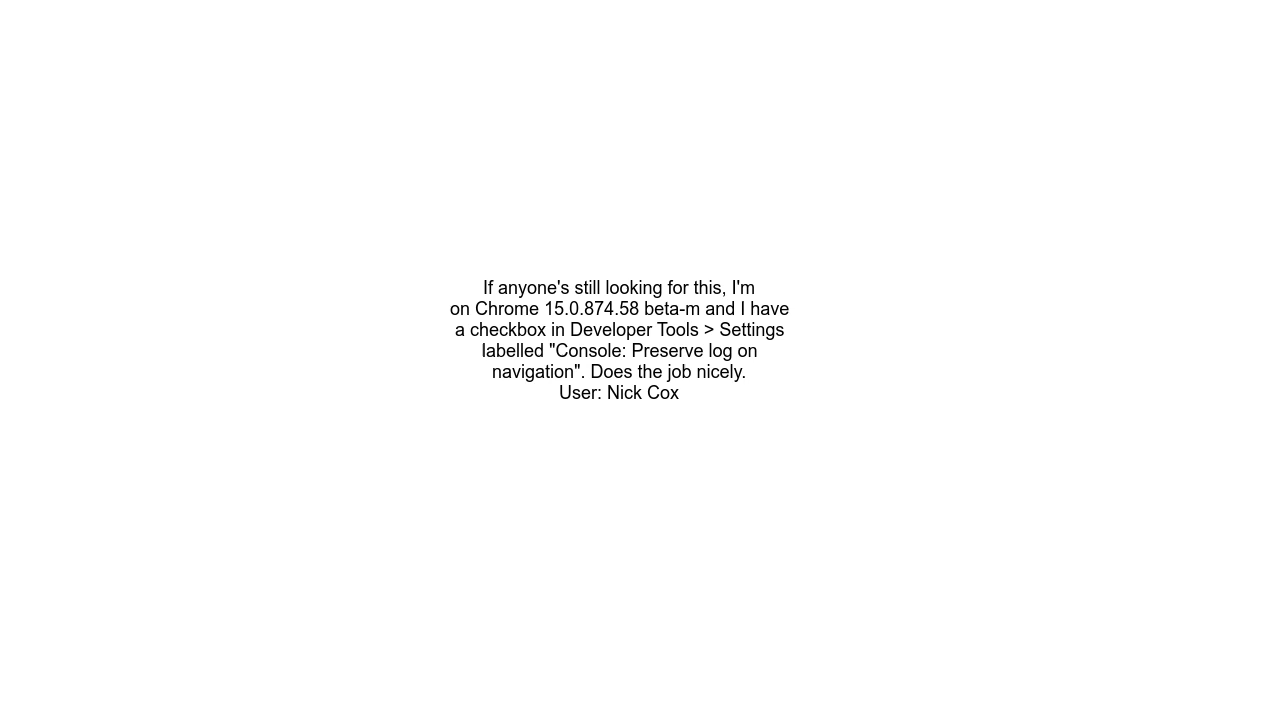 If anyone's still looking for this, I'm
on Chrome 15.0.874.58 beta-m and I have
a checkbox in Developer Tools > Settings
labelled "Console: Preserve log on
navigation". Does the job nicely.
User: Nick Cox